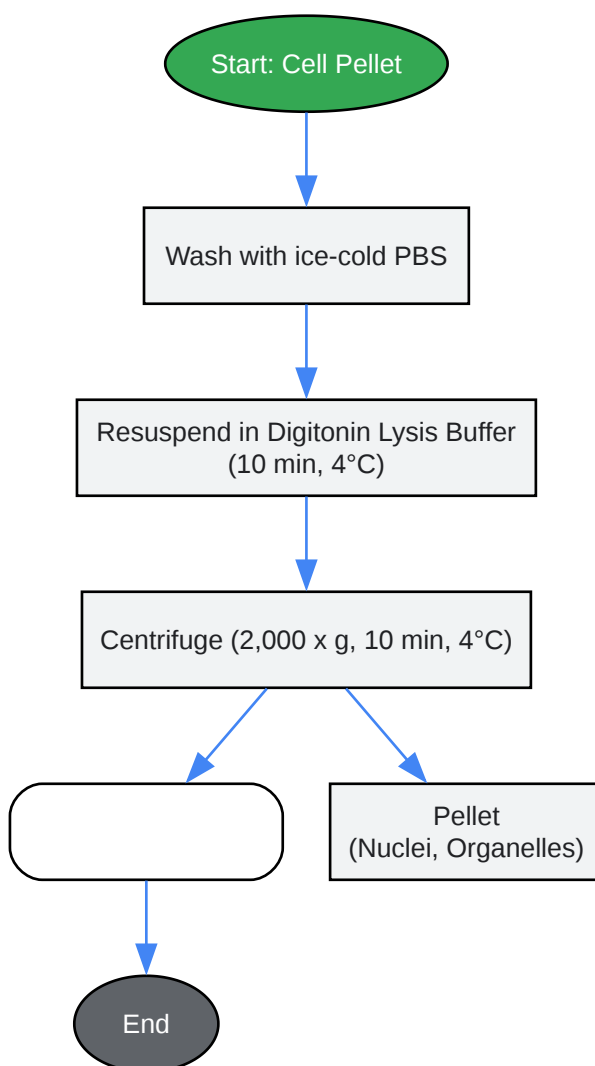 Start: Cell Pellet
Wash with ice-cold PBS
Resuspend in Digitonin Lysis Buffer
(10 min, 4°C)
Centrifuge (2,000 x g, 10 min, 4°C)
Pellet
(Nuclei, Organelles)
End